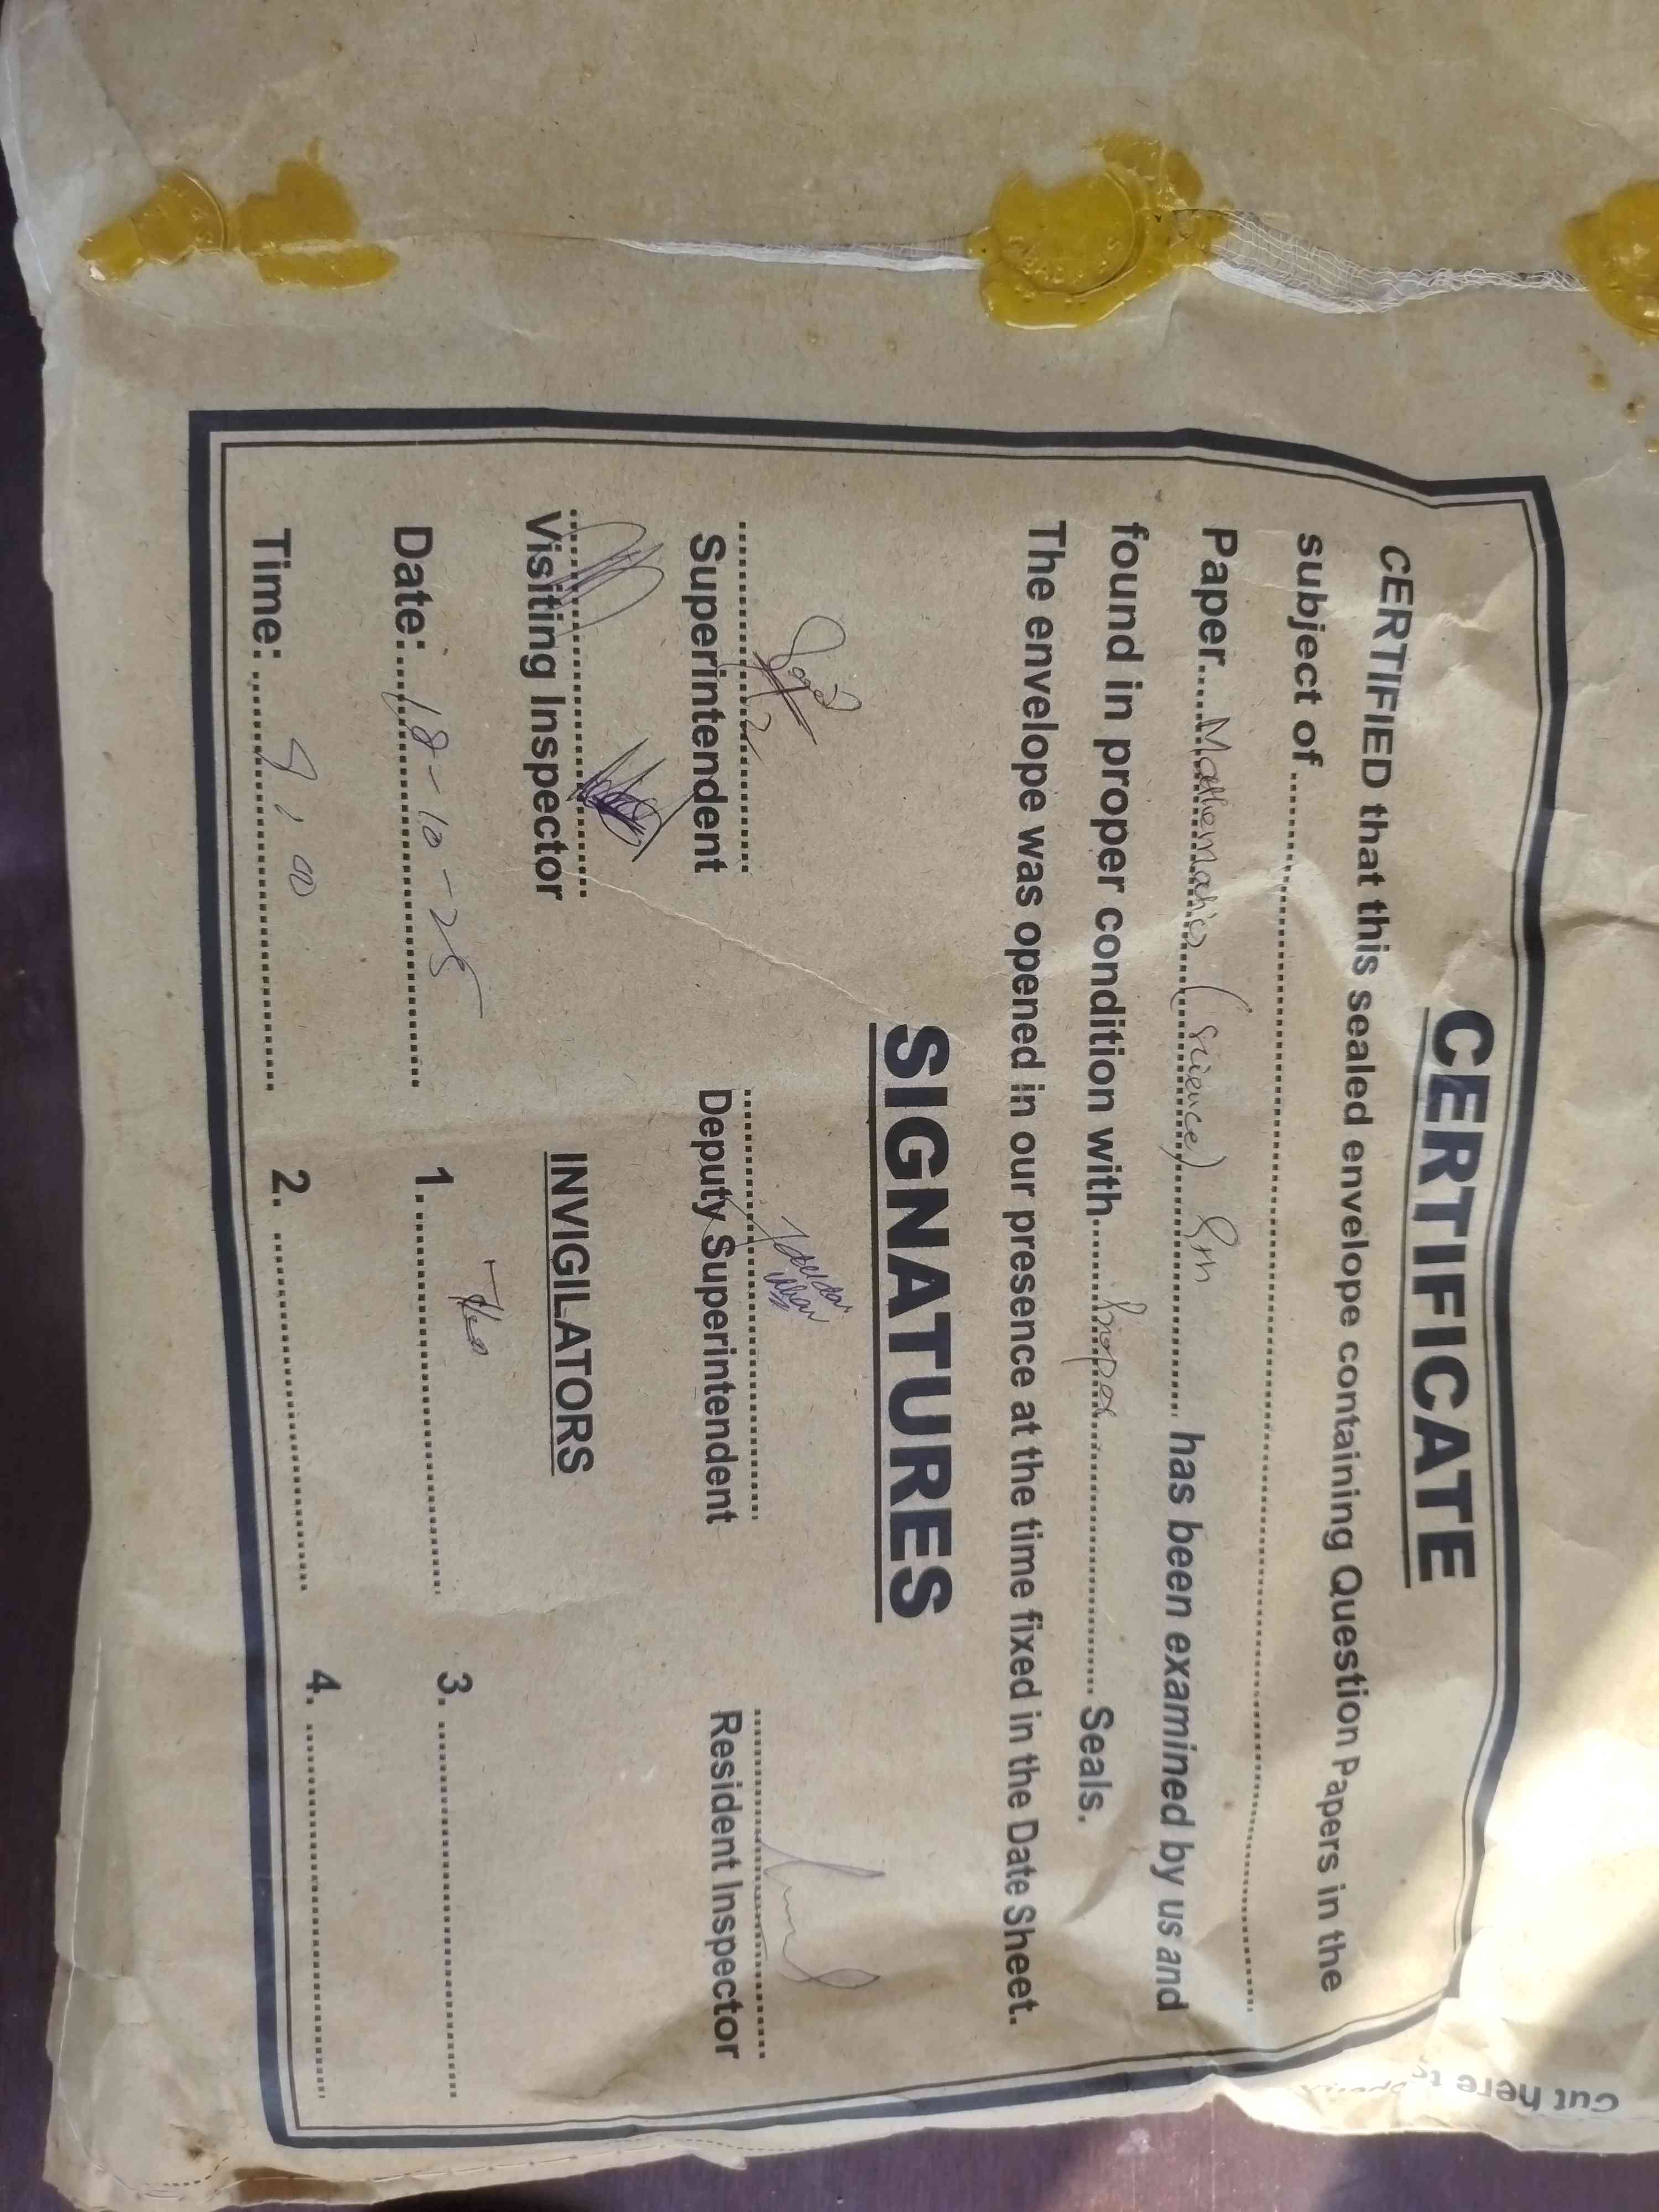 CERTIFICATE
CERTIFIED that this sealed envelope containing Question Papers in the
subject of ........................
Paper.....Mathematics (science)............ has been examined by us and
found in proper condition with......proper............ Seals.
The envelope was opened in our presence at the time fixed in the Date Sheet.
SIGNATURES
Superintendent Deputy Superintendent Resident Inspector
Visiting Inspector INVIGILATORS
Date: 18-10-25 1. 3.
Time: 9:00 2. 4.
Cut here to